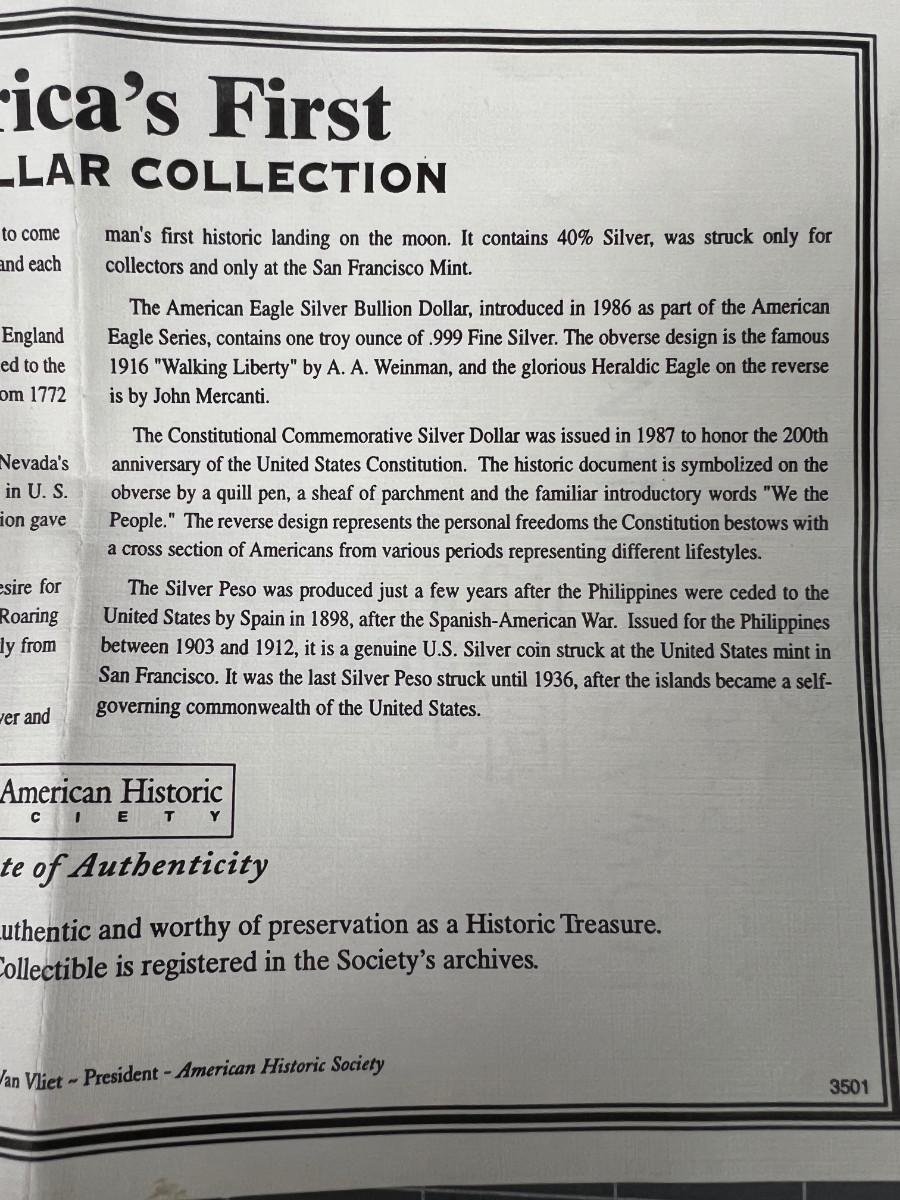 rica's First
LLAR COLLECTION
to come
and each
England
ed to the
om 1772
Nevada's
in U. S.
ion gave
esire for
Roaring
ly from
ver and
man's first historic landing on the moon. It contains 40% Silver, was struck only for
collectors and only at the San Francisco Mint.
The American Eagle Silver Bullion Dollar, introduced in 1986 as part of the American
Eagle Series, contains one troy ounce of .999 Fine Silver. The obverse design is the famous
1916 "Walking Liberty" by A. A. Weinman, and the glorious Heraldic Eagle on the reverse
is by John Mercanti.
The Constitutional Commemorative Silver Dollar was issued in 1987 to honor the 200th
anniversary of the United States Constitution. The historic document is symbolized on the
obverse by a quill pen, a sheaf of parchment and the familiar introductory words "We the
People." The reverse design represents the personal freedoms the Constitution bestows with
a cross section of Americans from various periods representing different lifestyles.
The Silver Peso was produced just a few years after the Philippines were ceded to the
United States by Spain in 1898, after the Spanish-American War. Issued for the Philippines
between 1903 and 1912, it is a genuine U.S. Silver coin struck at the United States mint in
San Francisco. It was the last Silver Peso struck until 1936, after the islands became a self-
governing commonwealth of the United States.
American Historic
C I E T Y
te of Authenticity
uthentic and worthy of preservation as a Historic Treasure.
Collectible is registered in the Society's archives.
Van Vliet ~ President - American Historic Society
3501